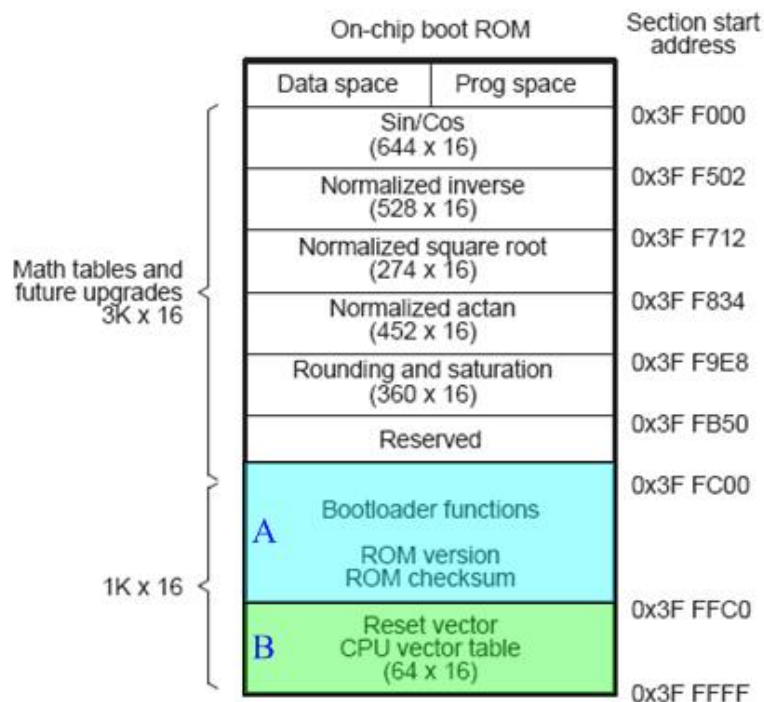 On-chip boot ROM
Section start
address
Data space
Prog space
0x3F F000
Sin/Cos
(644 x 16)
0x3F F502
Normalized inverse
(528 x 16)
0x3F F712
Normalized square root
(274 x 16)
Math tables and
future upgrades
3K x 16
0x3F F834
Normalized actan
(452 x 16)
0x3F F9E8
Rounding and saturation
(360 x 16)
0x3F FB50
Reserved
0x3F FC00
A
Bootloader functions
ROM version
ROM checksum
1K x 16
0x3F FFC0
B
Reset vector
CPU vector table
(64 x 16)
0x3F FFFF